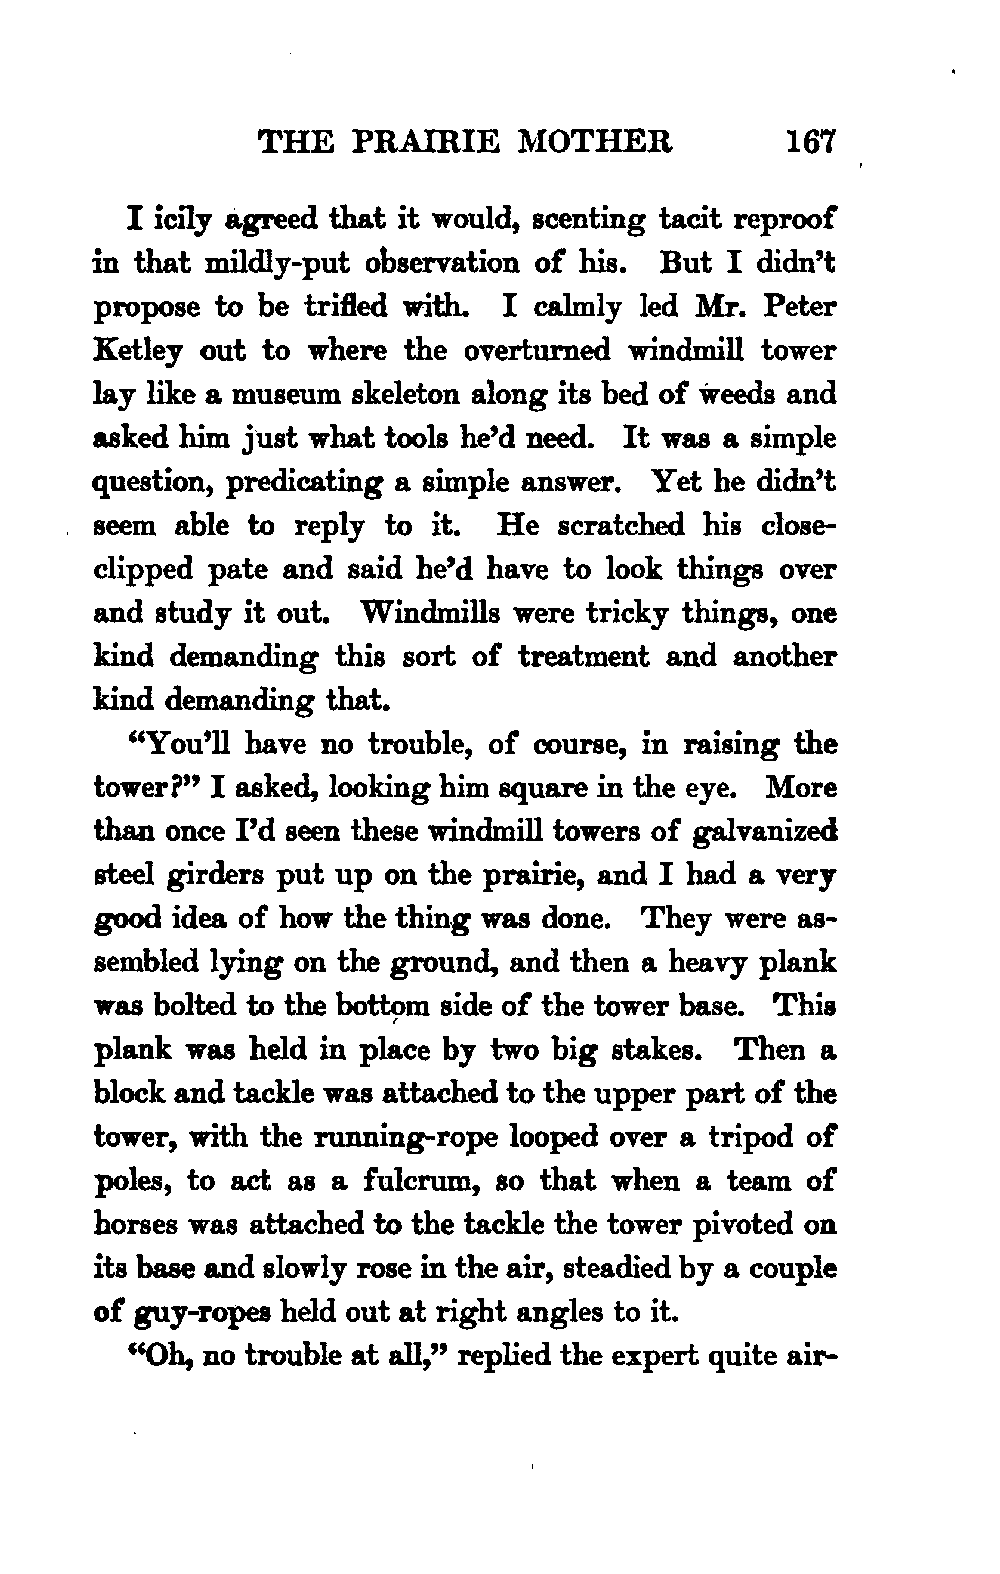 THE PRAIRIE MOTHER 167
I icily agreed that it would, scenting tacit reproof
in that mildly-put observation of his. But I didn't
propose to be trifled with. I calmly led Mr. Peter
Ketley out to where the overturned windmill tower
lay like a museum skeleton along its bed of weeds and
asked him just what tools he'd need. It was a simple
question, predicating a simple answer. Yet he didn't
seem able to reply to it. He scratched his close-
clipped pate and said he'd have to look things over
and study it out. Windmills were tricky things, one
kind demanding this sort of treatment and another
kind demanding that.
“You'll have no trouble, of course, in raising the
tower?” I asked, looking him square in the eye. More
than once I'd seen these windmill towers of galvanized
steel girders put up on the prairie, and I had a very
good idea of how the thing was done. They were as-
sembled lying on the ground, and then a heavy plank
was bolted to the bottom side of the tower base. This
plank was held in place by two big stakes. Then a
block and tackle was attached to the upper part of the
tower, with the running-rope looped over a tripod of
poles, to act as a fulcrum, so that when a team of
horses was attached to the tackle the tower pivoted on
its base and slowly rose in the air, steadied by a couple
of guy-ropes held out at right angles to it.
“Oh, no trouble at all,” replied the expert quite air-